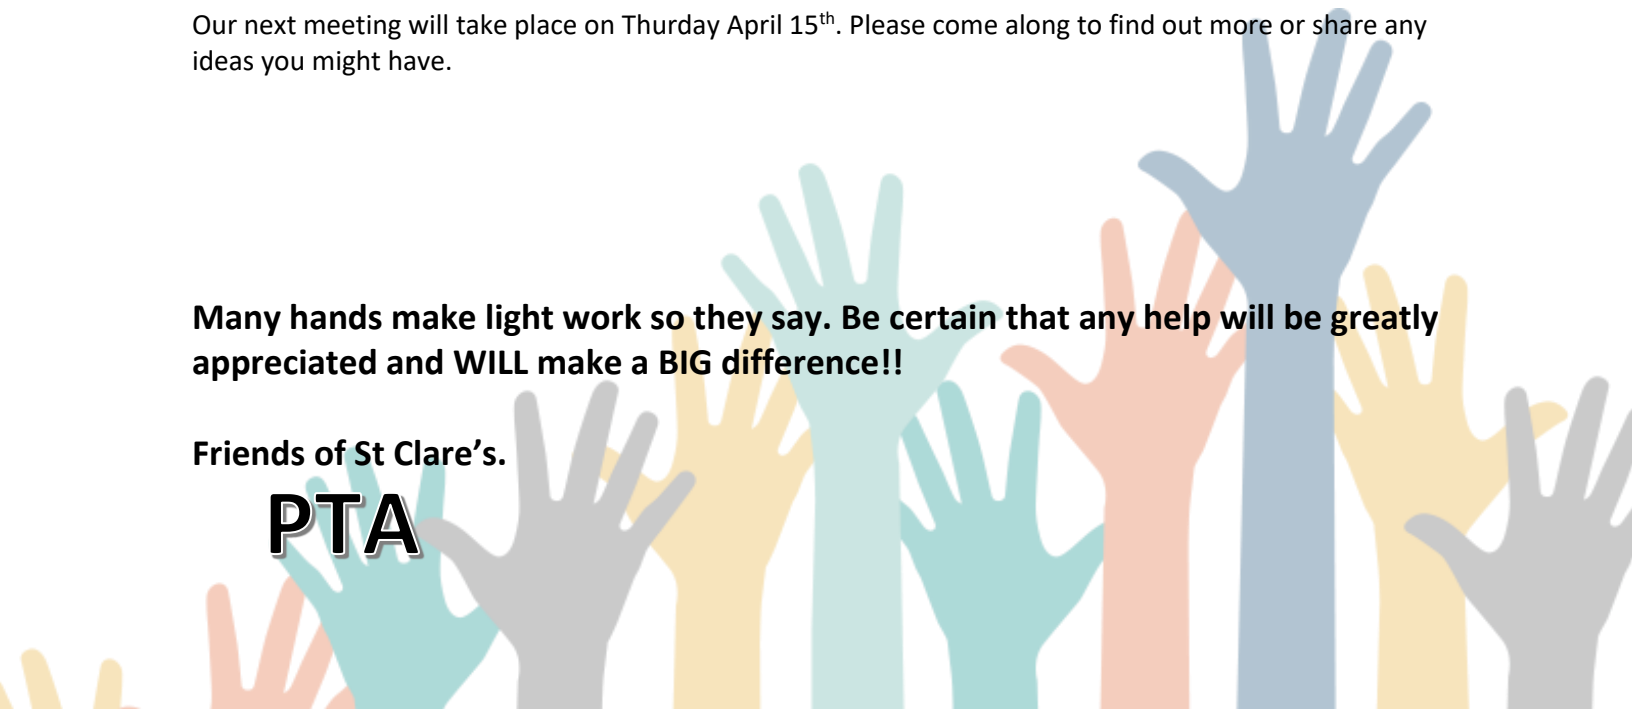 Our next meeting will take place on Thurday April 15th. Please come along to find out more or share any
ideas you might have.
Many hands make light work so they say. Be certain that any help will be greatly
appreciated and WILL make a BIG difference!!
Friends of St Clare’s.
PTA